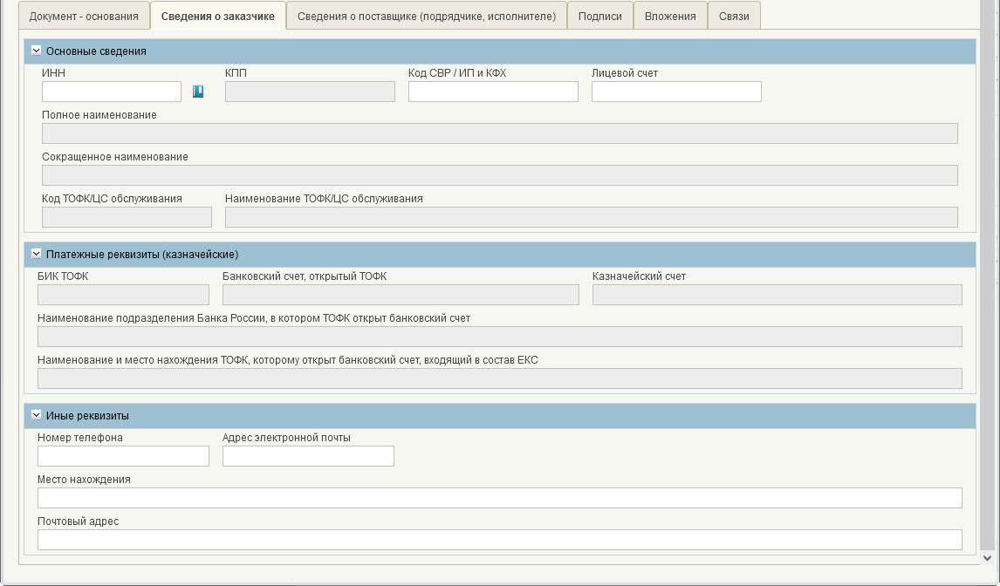 Документ - основания Сведения о заказчике Сведения о поставщике (подрядчике, исполнителе) Подписи Вложения Связи
Основные сведения
ИНН КПП Код СВР / ИП и КФХ Лицевой счет
Полное наименование
Сокращенное наименование
Код ТОФК/ЦС обслуживания Наименование ТОФК/ЦС обслуживания
Платежные реквизиты (казначейские)
БИК ТОФК Банковский счет, открытый ТОФК Казначейский счет
Наименование подразделения Банка России, в котором ТОФК открыт банковский счет
Наименование и место нахождения ТОФК, которому открыт банковский счет, входящий в состав ЕКС
Иные реквизиты
Номер телефона Адрес электронной почты
Место нахождения
Почтовый адрес